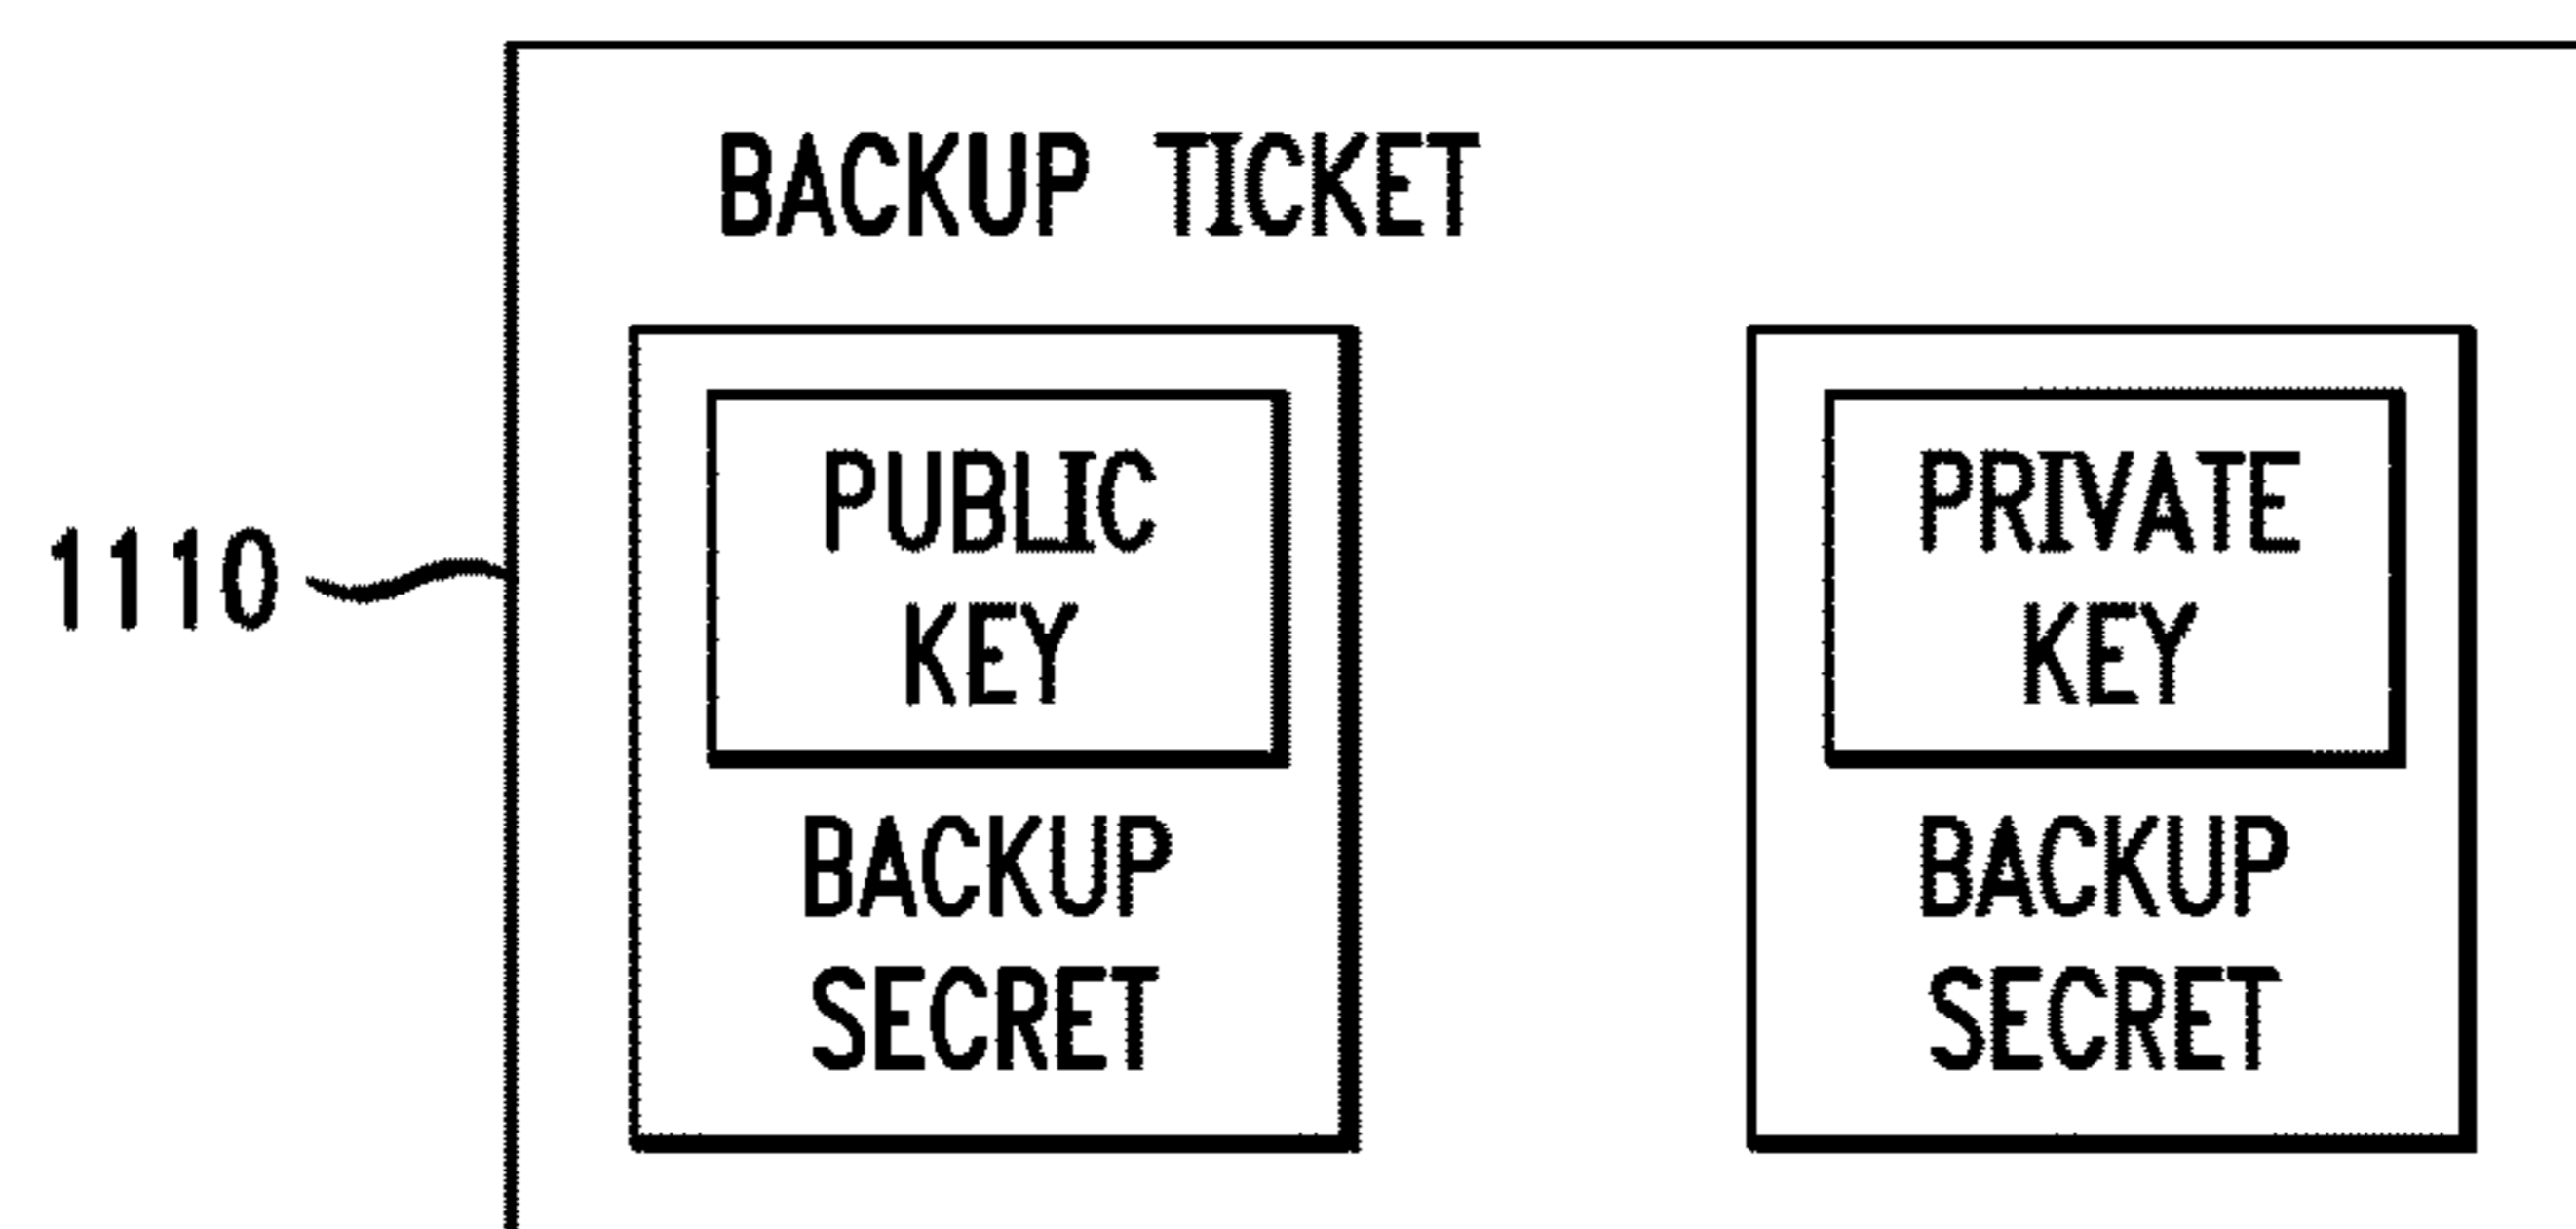 BACKUP TICKET
1110
PUBLIC
KEY
BACKUP
SECRET
PRIVATE
KEY
BACKUP
SECRET